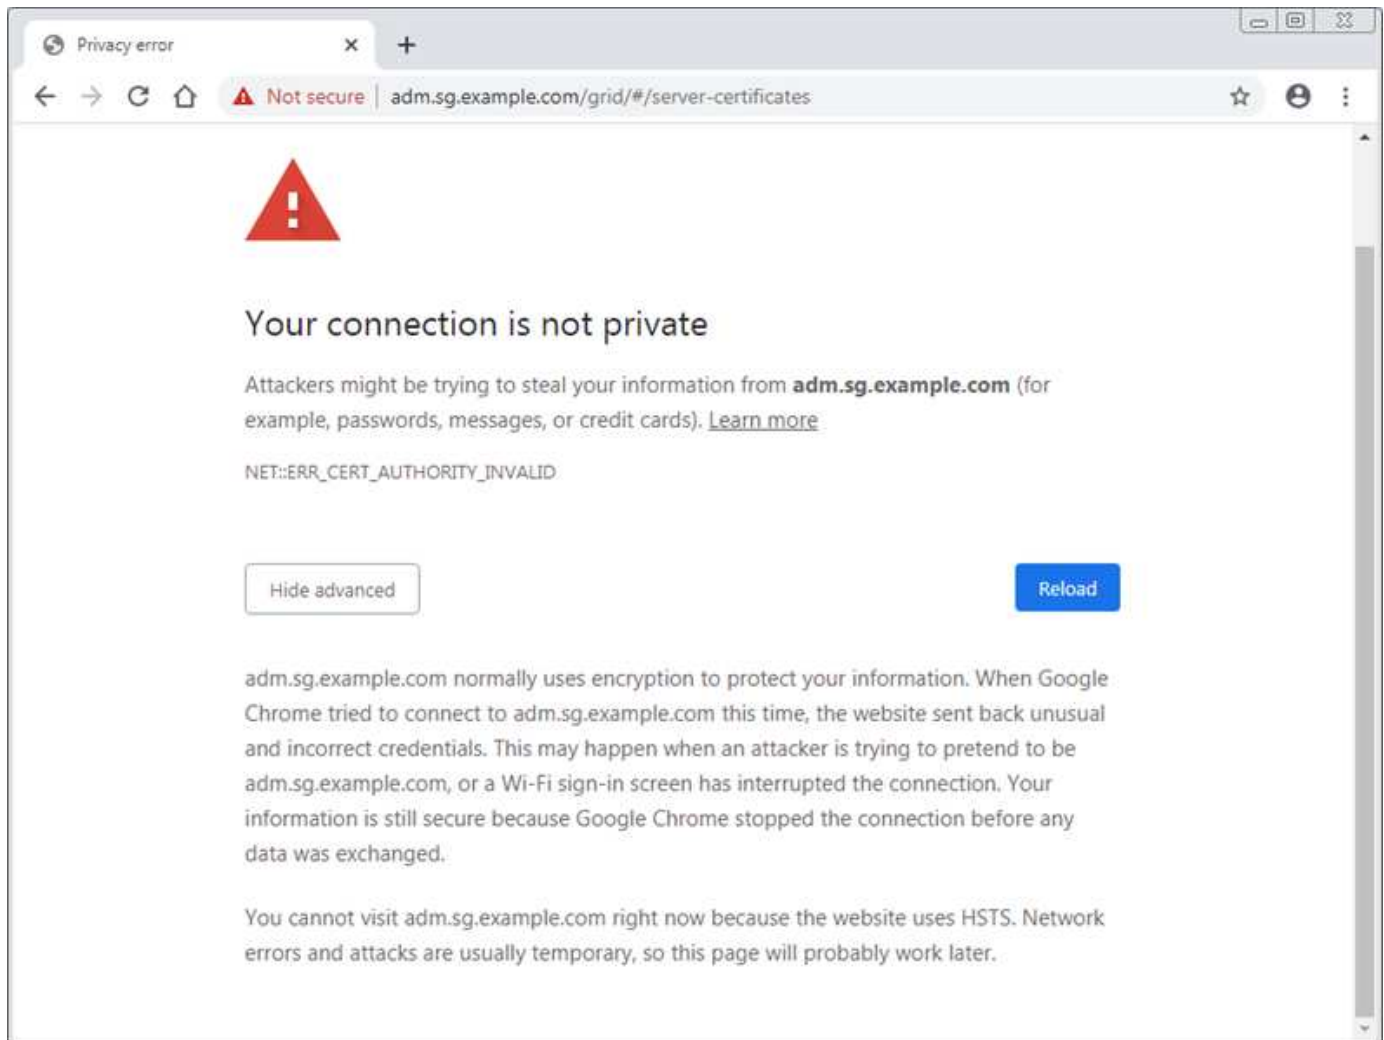 Privacy error
Not secure | adm.sg.example.com/grid/#/server-certificates
Your connection is not private
Attackers might be trying to steal your information from adm.sg.example.com (for
example, passwords, messages, or credit cards). Learn more
NET::ERR_CERT_AUTHORITY_INVALID
Hide advanced
Reload
adm.sg.example.com normally uses encryption to protect your information. When Google
Chrome tried to connect to adm.sg.example.com this time, the website sent back unusual
and incorrect credentials. This may happen when an attacker is trying to pretend to be
adm.sg.example.com, or a Wi-Fi sign-in screen has interrupted the connection. Your
information is still secure because Google Chrome stopped the connection before any
data was exchanged.
You cannot visit adm.sg.example.com right now because the website uses HSTS. Network
errors and attacks are usually temporary, so this page will probably work later.